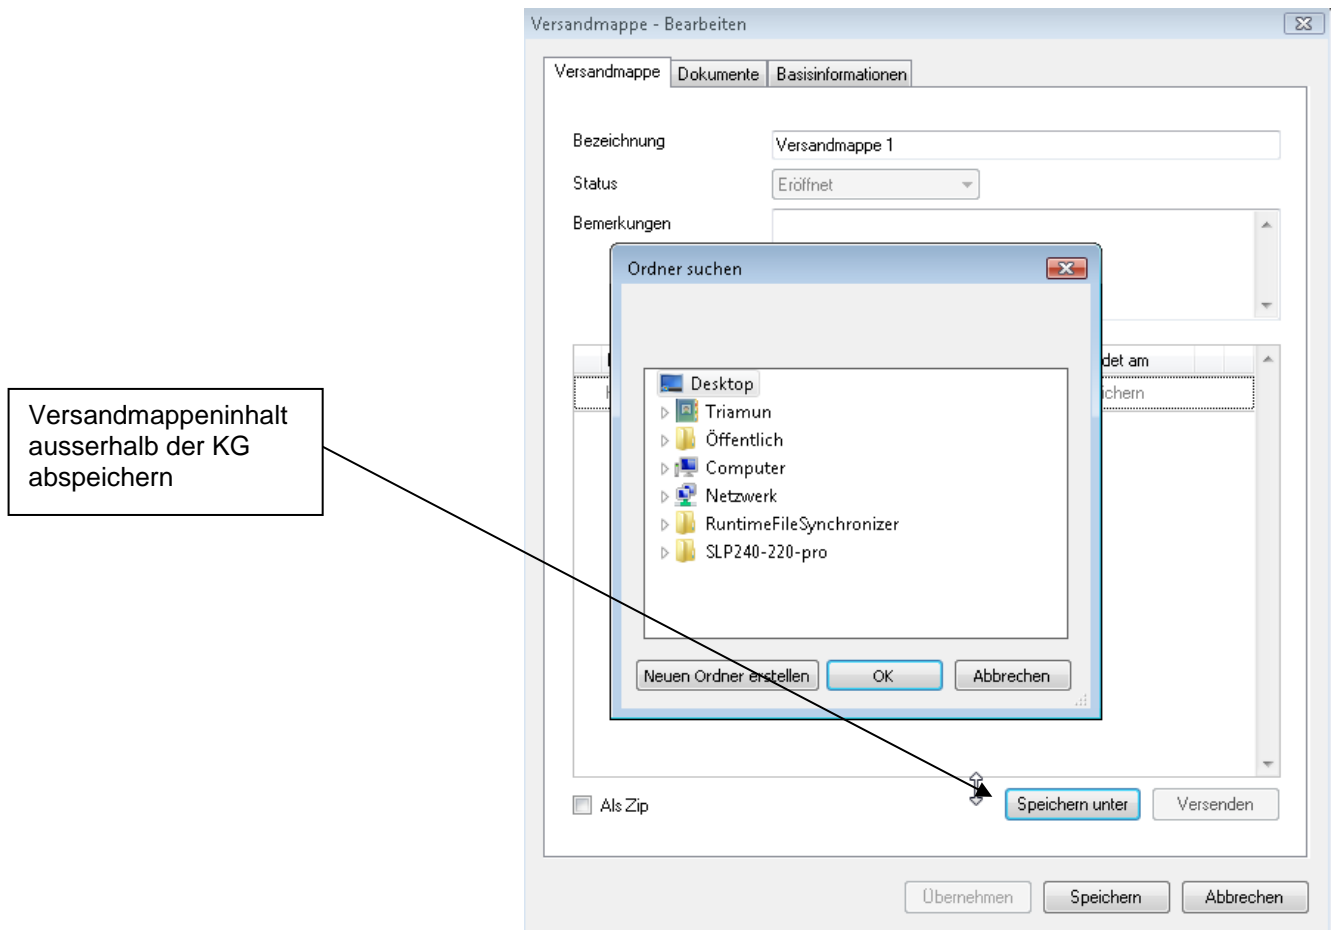 Versandmappe - Bearbeiten
Versandmappe Dokumente Basisinformationen
Bezeichnung Versandmappe 1
Status Eröffnet
Bemerkungen
Ordner suchen
det am
ichern
Desktop
Triamun
Öffentlich
Computer
Netzwerk
RuntimeFileSynchronizer
SLP240-220-pro
Versandmappeninhalt
ausserhalb der KG
abspeichern
Neuen Ordner erstellen OK Abbrechen
Als Zip Speichern unter Versenden
Übernehmen Speichern Abbrechen